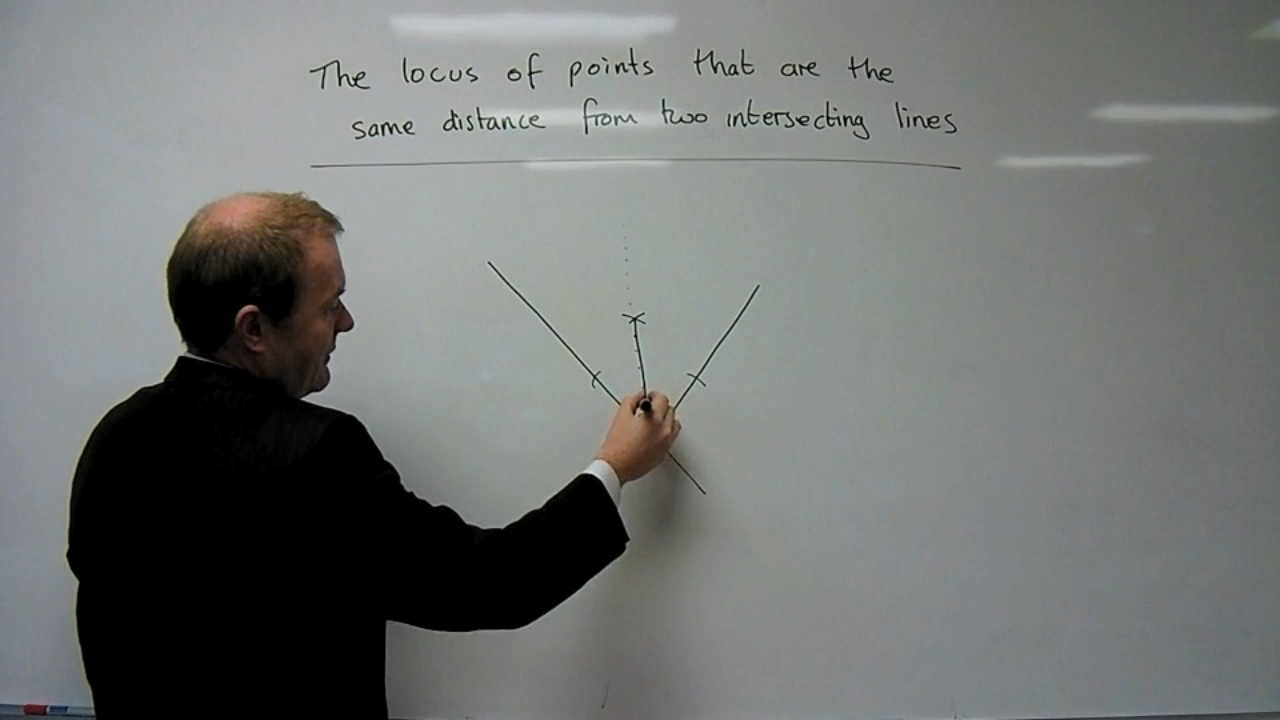 The locus of points that are the
same distance from two intersecting lines